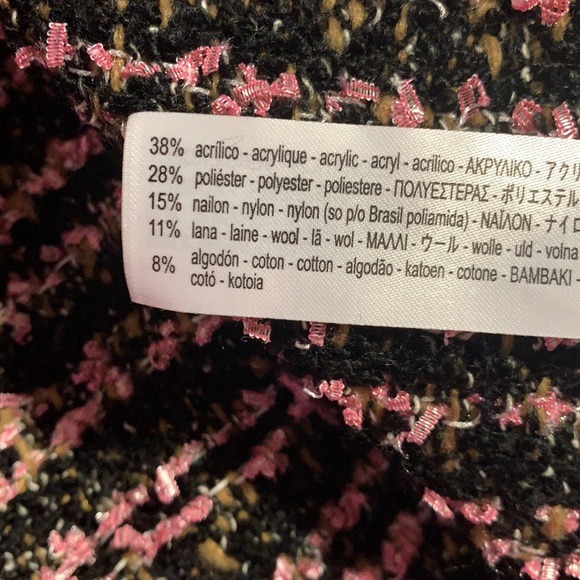 38% acrílico - acrylique - acrylic - acryl - acrílico - ΑΚΡΥΛΙΚΟ - アクリ
28% poliéster - polyester - poliestere - ΠΟΛΥΕΣΤΕΡΑΣ - ポリエステル
15% nailon - nylon - nylon (so p/o Brasil poliamida) - ΝΑΪΛΟΝ - ナイロ
11% lana - laine - wool - lã - wol - ΜΑΛΛΙ - ウール - wolle - uld - volna
8% algodón - coton - cotton - algodão - katoen - cotone - BAMBAKI -
cotó - kotoia